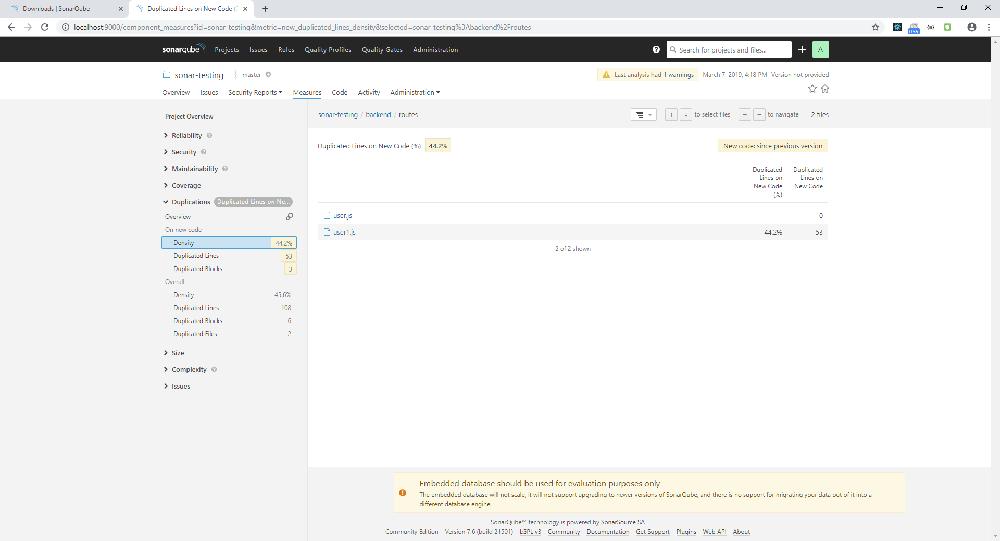 Downloads | SonarQube
Duplicated Lines on New Code (
localhost:9000/component_measures?id=sonar-testing&metric=new_duplicated_lines_density&selected=sonar-testing%3Abackend%2Froutes
0.55
sonarqube Projects Issues Rules Quality Profiles Quality Gates Administration
Search for projects and files...
A
sonar-testing master
Last analysis had 1 warnings March 7, 2019, 4:18 PM Version not provided
Overview Issues Security Reports Measures Code Activity Administration
Project Overview
Reliability
Security
Maintainability
Coverage
Duplications Duplicated Lines on Ne...
Overview
On new code
Density 44.2%
Duplicated Lines 53
Duplicated Blocks 3
Overall
Density 45.6%
Duplicated Lines 108
Duplicated Blocks 6
Duplicated Files 2
Size
Complexity
Issues
sonar-testing / backend / routes
↑ ↓ to select files ← → to navigate 2 files
Duplicated Lines on New Code (%) 44.2%
New code: since previous version
Duplicated Lines on New Code (%)
Duplicated Lines on New Code
user.js – 0
user1.js 44.2% 53
2 of 2 shown
Embedded database should be used for evaluation purposes only
The embedded database will not scale, it will not support upgrading to newer versions of SonarQube, and there is no support for migrating your data out of it into a
different database engine.
SonarQube™ technology is powered by SonarSource SA
Community Edition - Version 7.6 (build 21501) - LGPL v3 - Community - Documentation - Get Support - Plugins - Web API - About